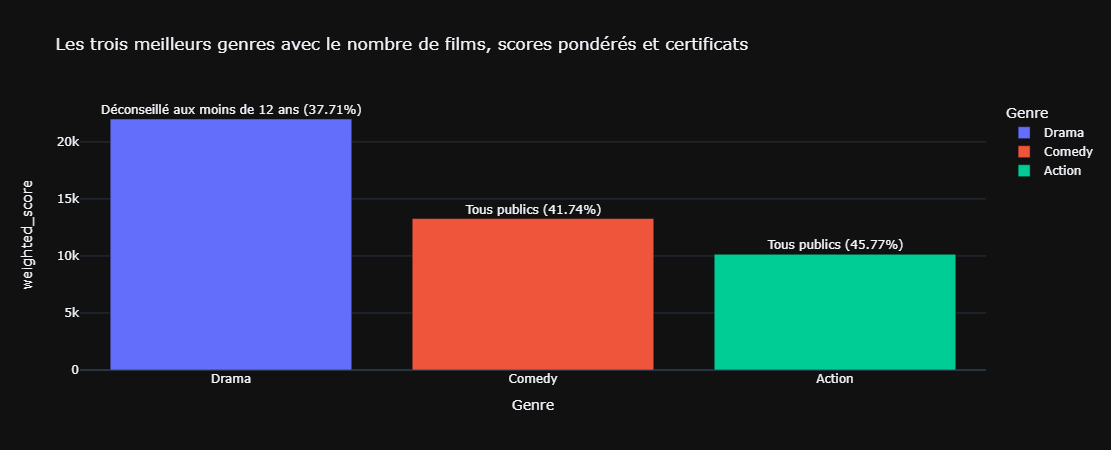 Les trois meilleurs genres avec le nombre de films, scores pondérés et certificats
Déconseillé aux moins de 12 ans (37.71%)
Tous publics (41.74%)
Tous publics (45.77%)
Genre
Drama
Comedy
Action
weighted_score
20k
15k
10k
5k
0
Drama
Comedy
Action
Genre